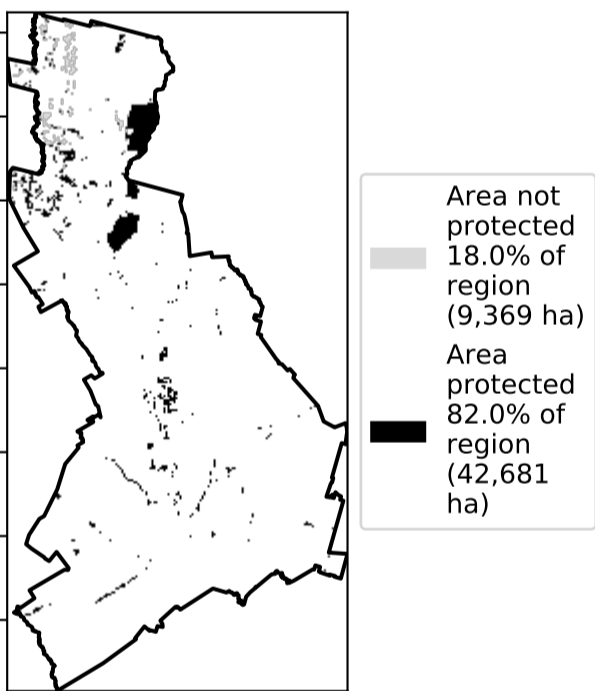 Area not
protected
18.0% of
region
(9,369 ha)
Area
protected
82.0% of
region
(42,681
ha)